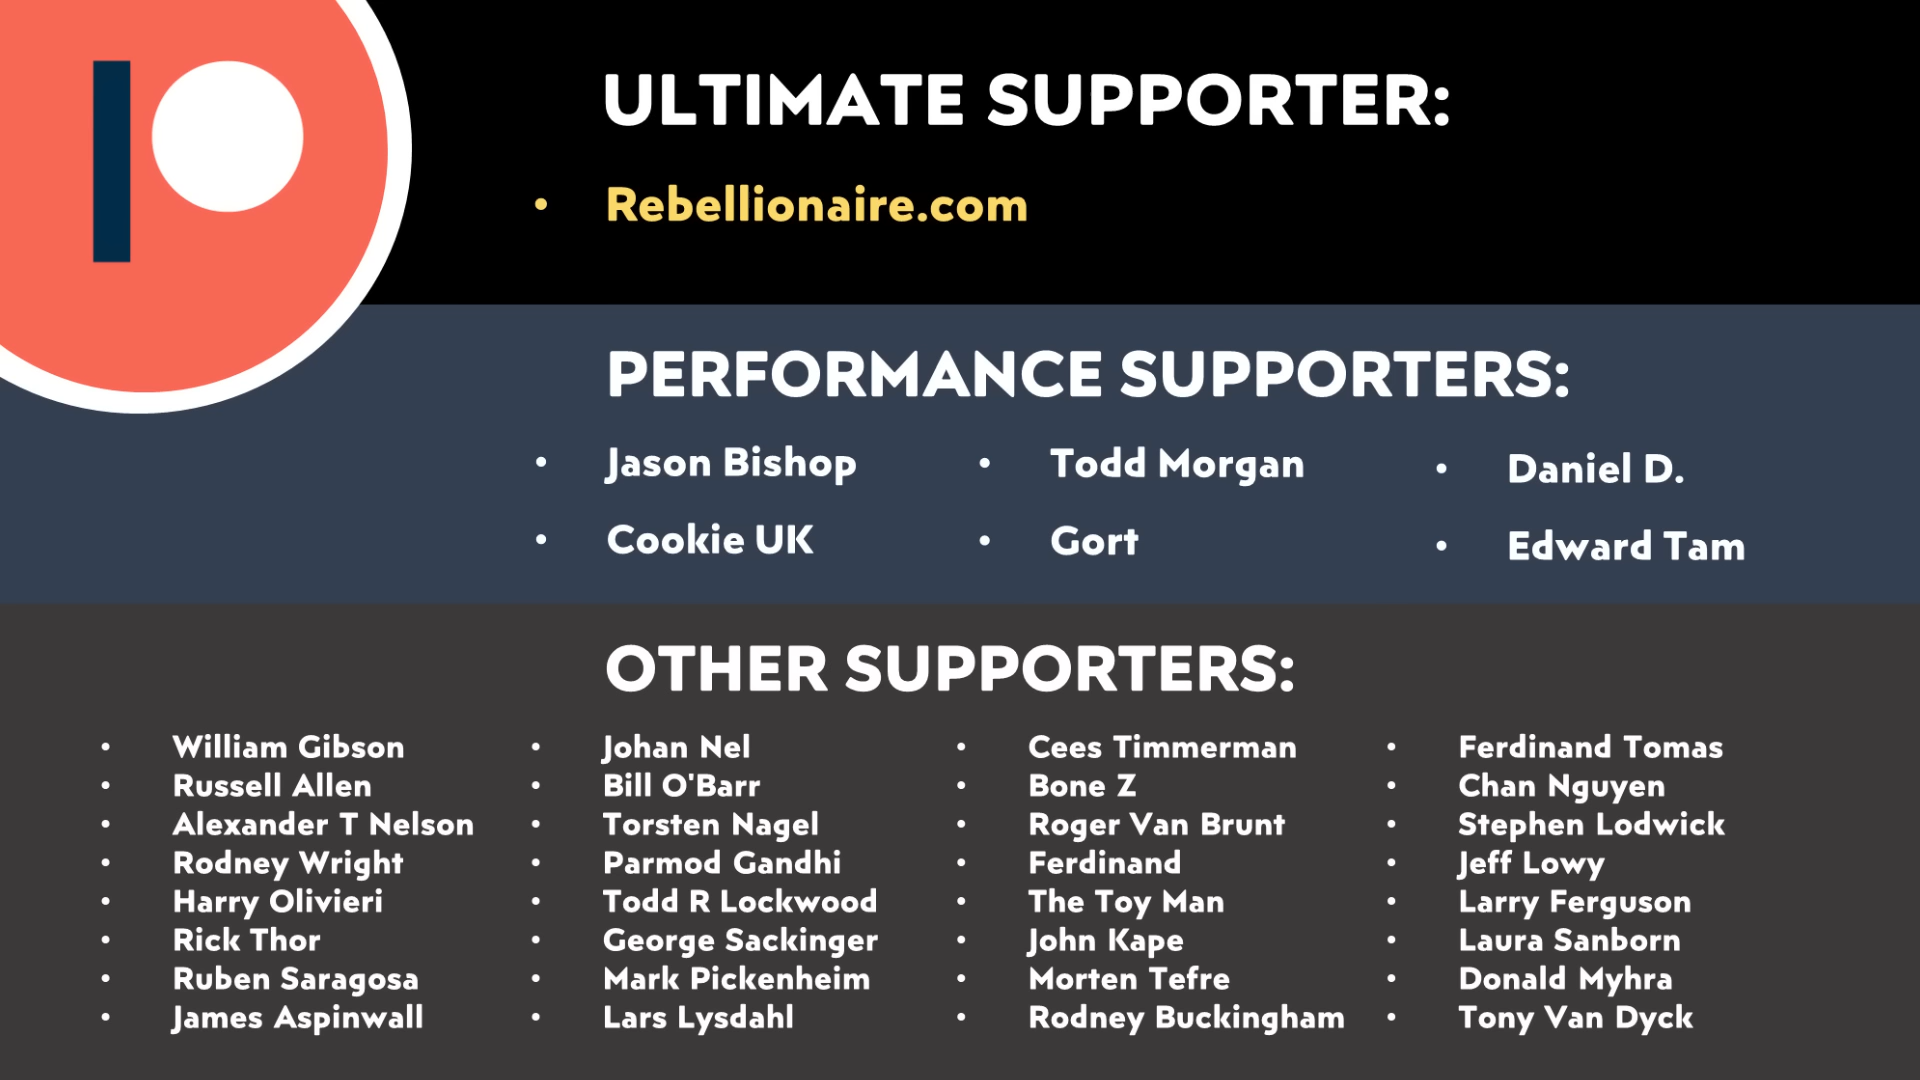 ULTIMATE SUPPORTER:
• Rebellionaire.com
PERFORMANCE SUPPORTERS:
• Jason Bishop
• Cookie UK
• Todd Morgan
• Gort
• Daniel D.
• Edward Tam
OTHER SUPPORTERS:
• William Gibson
• Russell Allen
• Alexander T Nelson
• Rodney Wright
• Harry Olivieri
• Rick Thor
• Ruben Saragosa
• James Aspinwall
• Johan Nel
• Bill O'Barr
• Torsten Nagel
• Parmod Gandhi
• Todd R Lockwood
• George Sackinger
• Mark Pickenheim
• Lars Lysdahl
• Cees Timmerman
• Bone Z
• Roger Van Brunt
• Ferdinand
• The Toy Man
• John Kape
• Morten Tefre
• Rodney Buckingham
• Ferdinand Tomas
• Chan Nguyen
• Stephen Lodwick
• Jeff Lowy
• Larry Ferguson
• Laura Sanborn
• Donald Myhra
• Tony Van Dyck